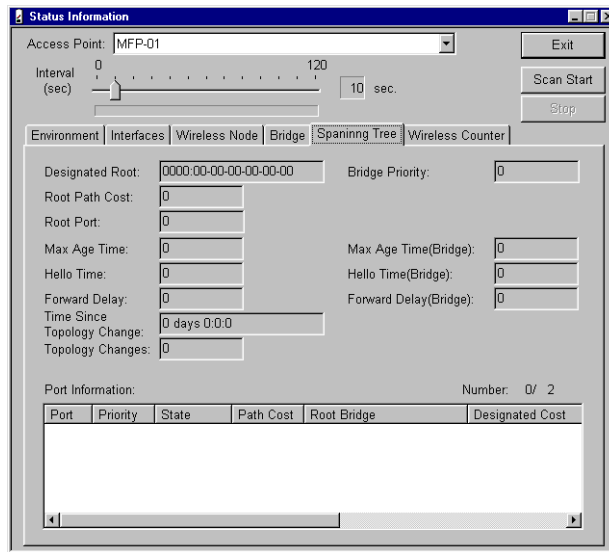 Status Information
Access Point: MFP-01
Exit
Interval (sec)
0 120
10 sec.
Scan Start
Stop
Environment Interfaces Wireless Node Bridge Spaninng Tree Wireless Counter
Designated Root: 0000:00-00-00-00-00-00 Bridge Priority: 0
Root Path Cost: 0
Root Port: 0
Max Age Time: 0 Max Age Time(Bridge): 0
Hello Time: 0 Hello Time(Bridge): 0
Forward Delay: 0 Forward Delay(Bridge): 0
Time Since
Topology Change: 0 days 0:0:0
Topology Changes: 0
Port Information: Number: 0/ 2
Port Priority State Path Cost Root Bridge Designated Cost